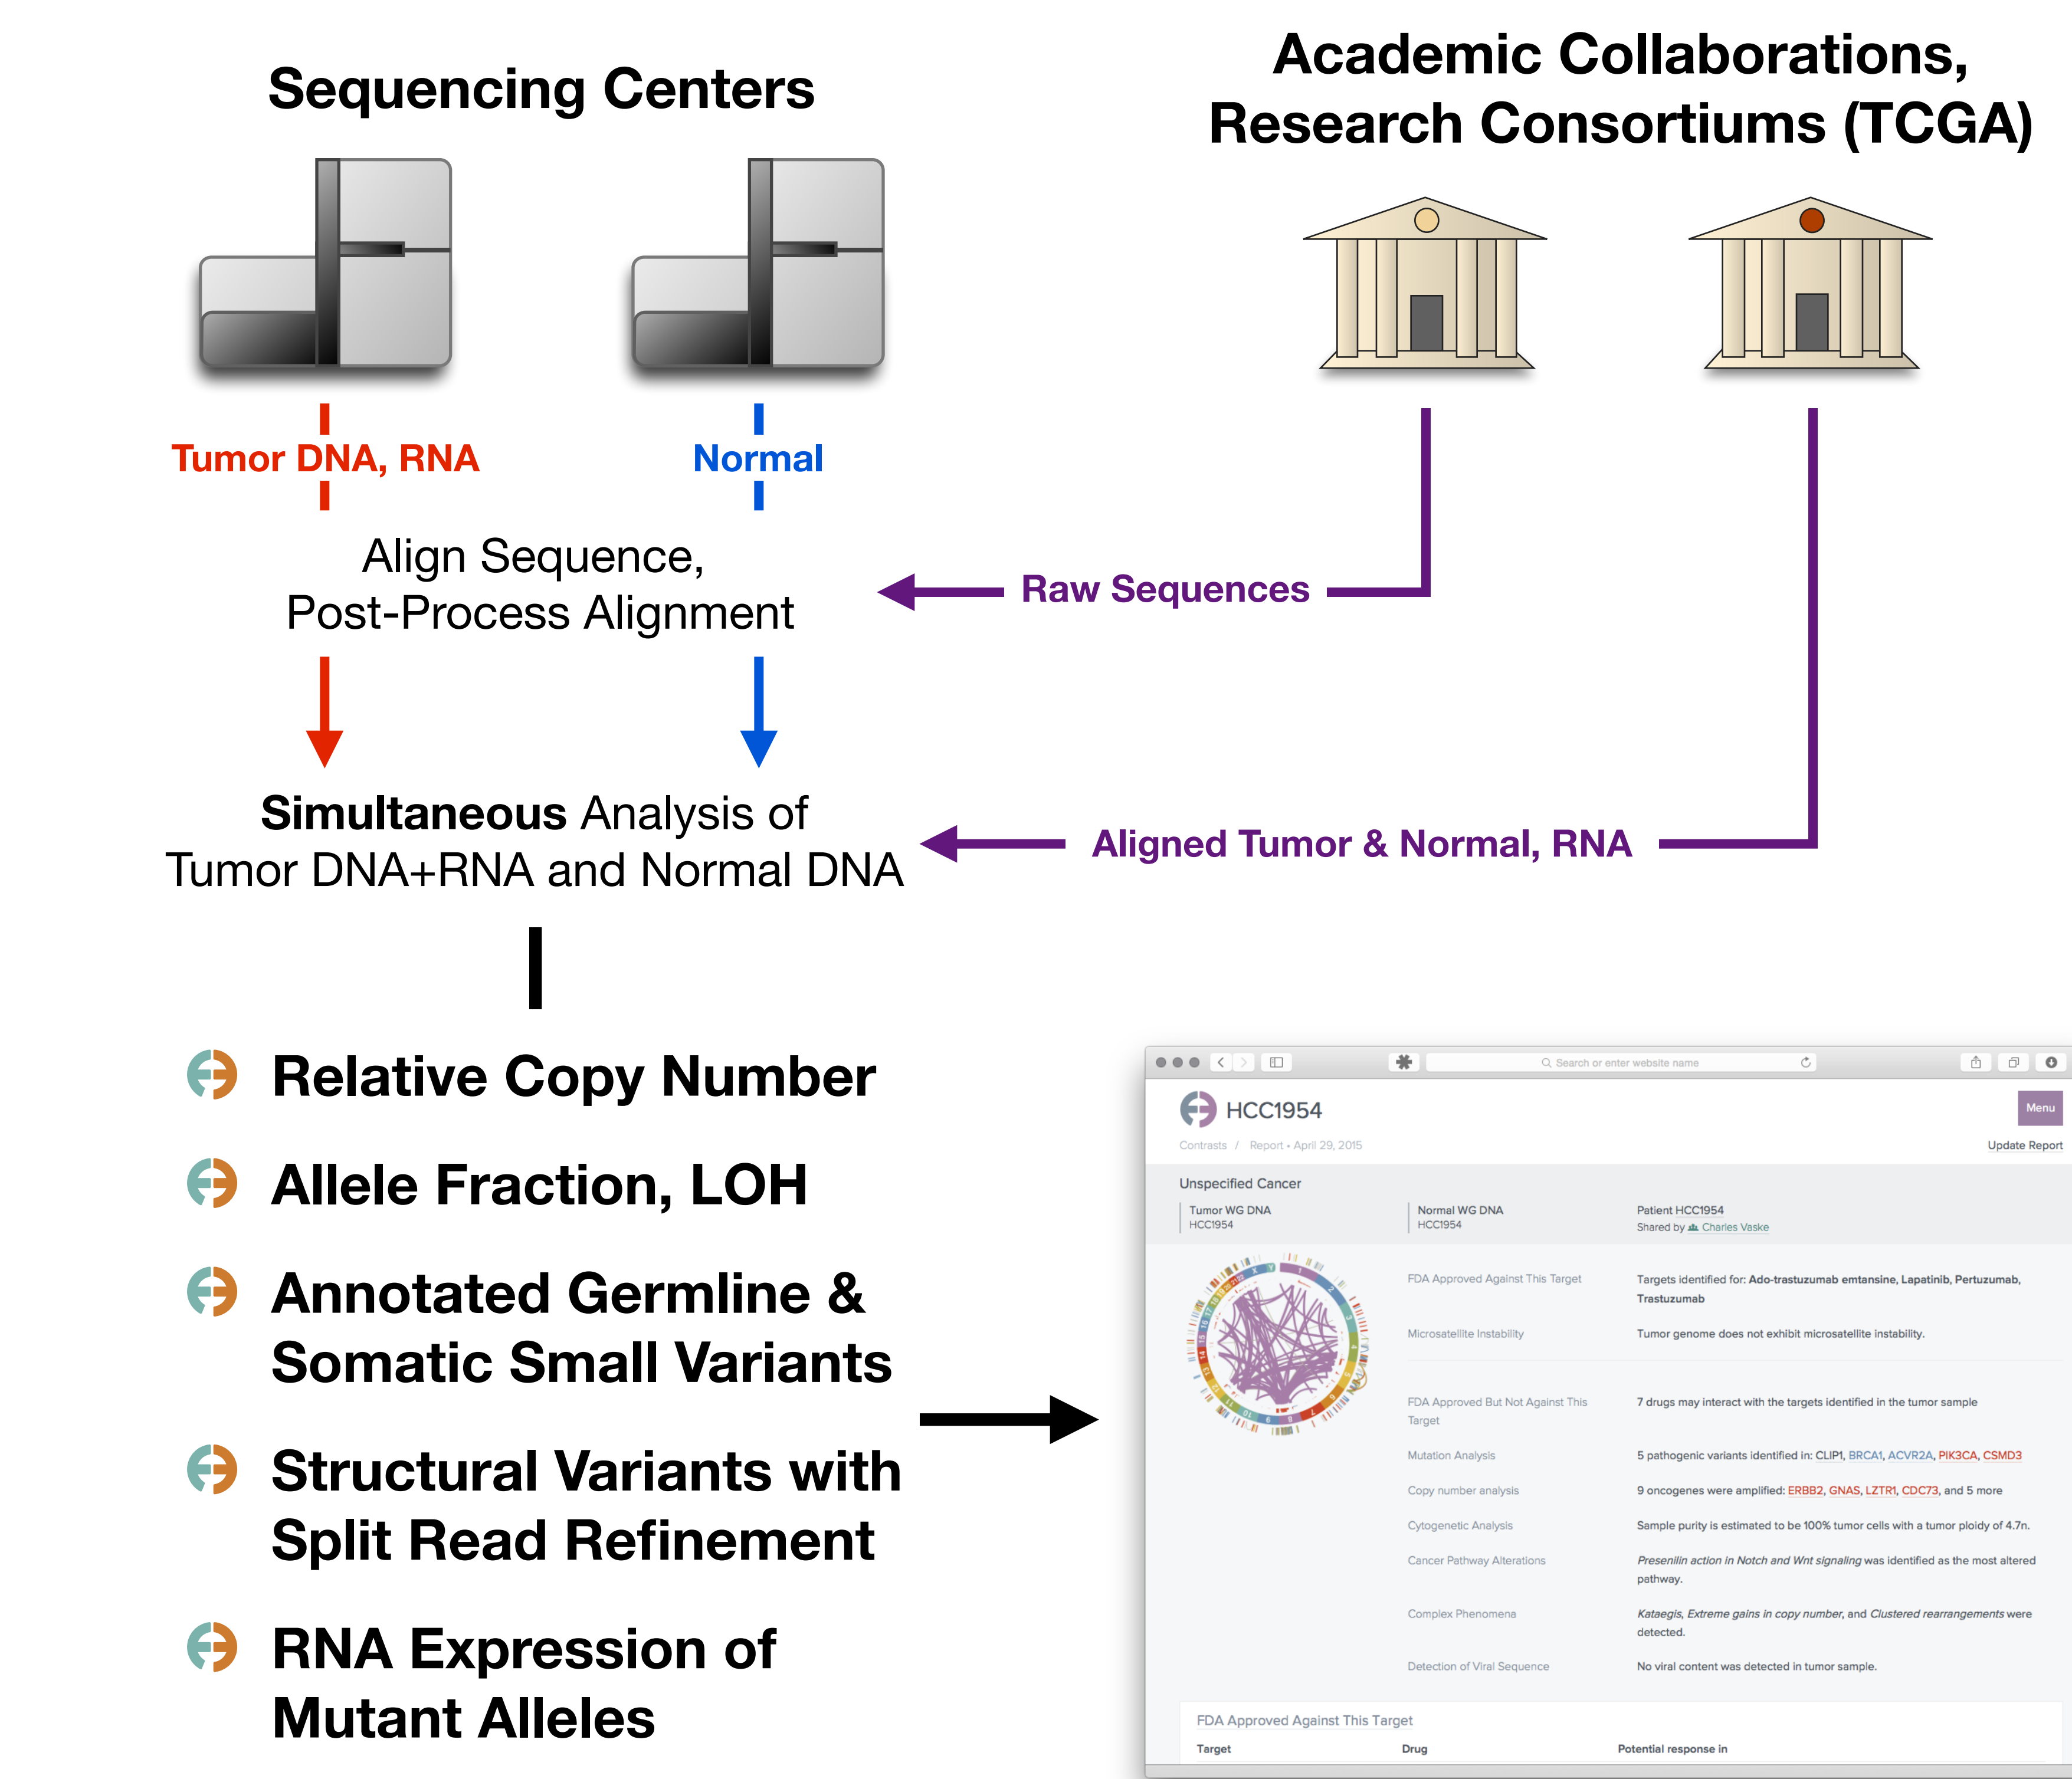 Sequencing Centers
Academic Collaborations,
Research Consortiums (TCGA)
Tumor DNA, RNA
Normal
Align Sequence,
Post-Process Alignment
Raw Sequences
Simultaneous Analysis of
Tumor DNA+RNA and Normal DNA
Aligned Tumor & Normal, RNA
Relative Copy Number
Allele Fraction, LOH
Annotated Germline &
Somatic Small Variants
Structural Variants with
Split Read Refinement
RNA Expression of
Mutant Alleles
Search or enter website name
HCC1954
Menu
Contrasts / Report • April 29, 2015
Update Report
Unspecified Cancer
Tumor WG DNA
HCC1954
Normal WG DNA
HCC1954
Patient HCC1954
Shared by Charles Vaske
FDA Approved Against This Target
Targets identified for: Ado-trastuzumab emtansine, Lapatinib, Pertuzumab,
Trastuzumab
Microsatellite Instability
Tumor genome does not exhibit microsatellite instability.
FDA Approved But Not Against This
Target
7 drugs may interact with the targets identified in the tumor sample
Mutation Analysis
5 pathogenic variants identified in: CLIP1, BRCA1, ACVR2A, PIK3CA, CSMD3
Copy number analysis
9 oncogenes were amplified: ERBB2, GNAS, LZTR1, CDC73, and 5 more
Cytogenetic Analysis
Sample purity is estimated to be 100% tumor cells with a tumor ploidy of 4.7n.
Cancer Pathway Alterations
Presenilin action in Notch and Wnt signaling was identified as the most altered
pathway.
Complex Phenomena
Kataegis, Extreme gains in copy number, and Clustered rearrangements were
detected.
Detection of Viral Sequence
No viral content was detected in tumor sample.
FDA Approved Against This Target
Target
Drug
Potential response in